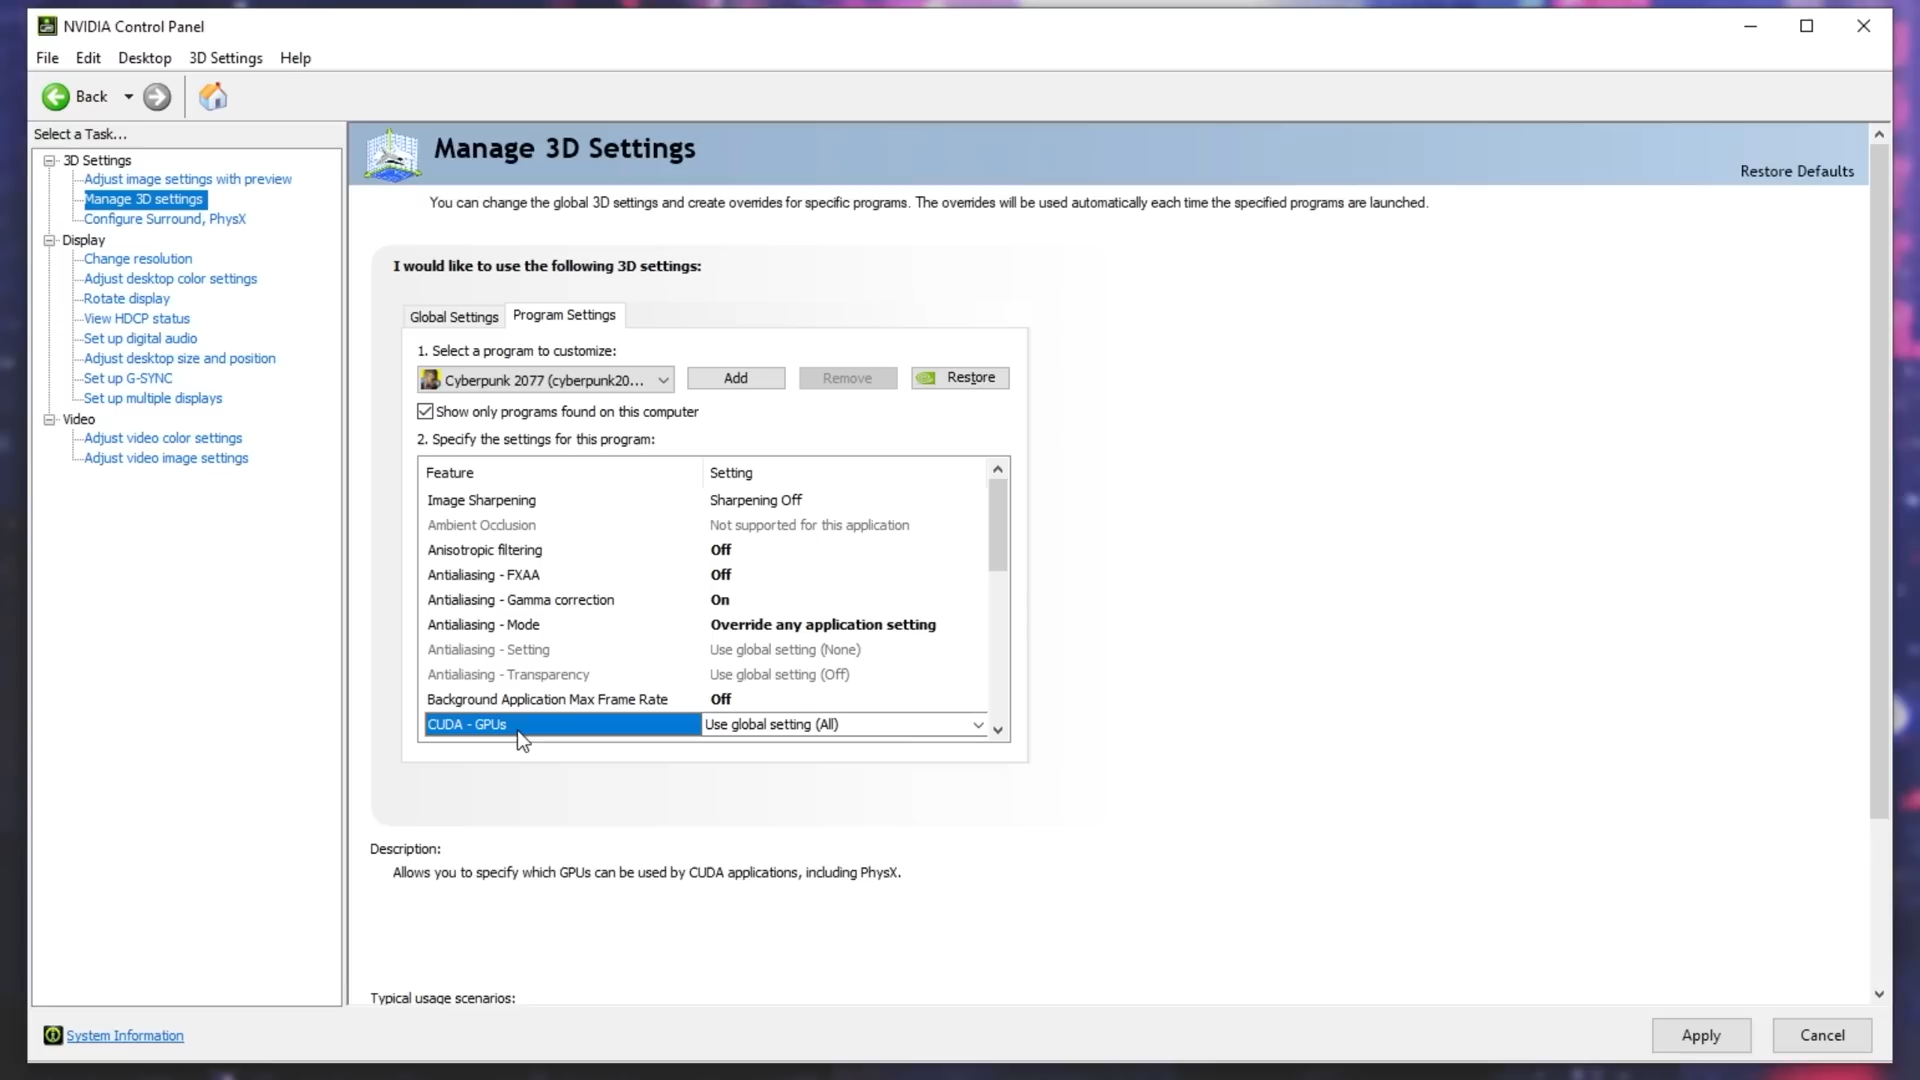 NVIDIA Control Panel
File Edit Desktop 3D Settings Help
Back
Select a Task...
3D Settings
Adjust image settings with preview
Manage 3D settings
Configure Surround, PhysX
Display
Change resolution
Adjust desktop color settings
Rotate display
View HDCP status
Set up digital audio
Adjust desktop size and position
Set up G-SYNC
Set up multiple displays
Video
Adjust video color settings
Adjust video image settings
System Information
Manage 3D Settings
Restore Defaults
You can change the global 3D settings and create overrides for specific programs. The overrides will be used automatically each time the specified programs are launched.
I would like to use the following 3D settings:
Global Settings Program Settings
1. Select a program to customize:
Cyberpunk 2077 (cyberpunk20... Add Remove Restore
Show only programs found on this computer
2. Specify the settings for this program:
Feature Setting
Image Sharpening Sharpening Off
Ambient Occlusion Not supported for this application
Anisotropic filtering Off
Antialiasing - FXAA Off
Antialiasing - Gamma correction On
Antialiasing - Mode Override any application setting
Antialiasing - Setting Use global setting (None)
Antialiasing - Transparency Use global setting (Off)
Background Application Max Frame Rate Off
CUDA - GPUs Use global setting (All)
Description:
Allows you to specify which GPUs can be used by CUDA applications, including PhysX.
Typical usage scenarios:
Apply Cancel